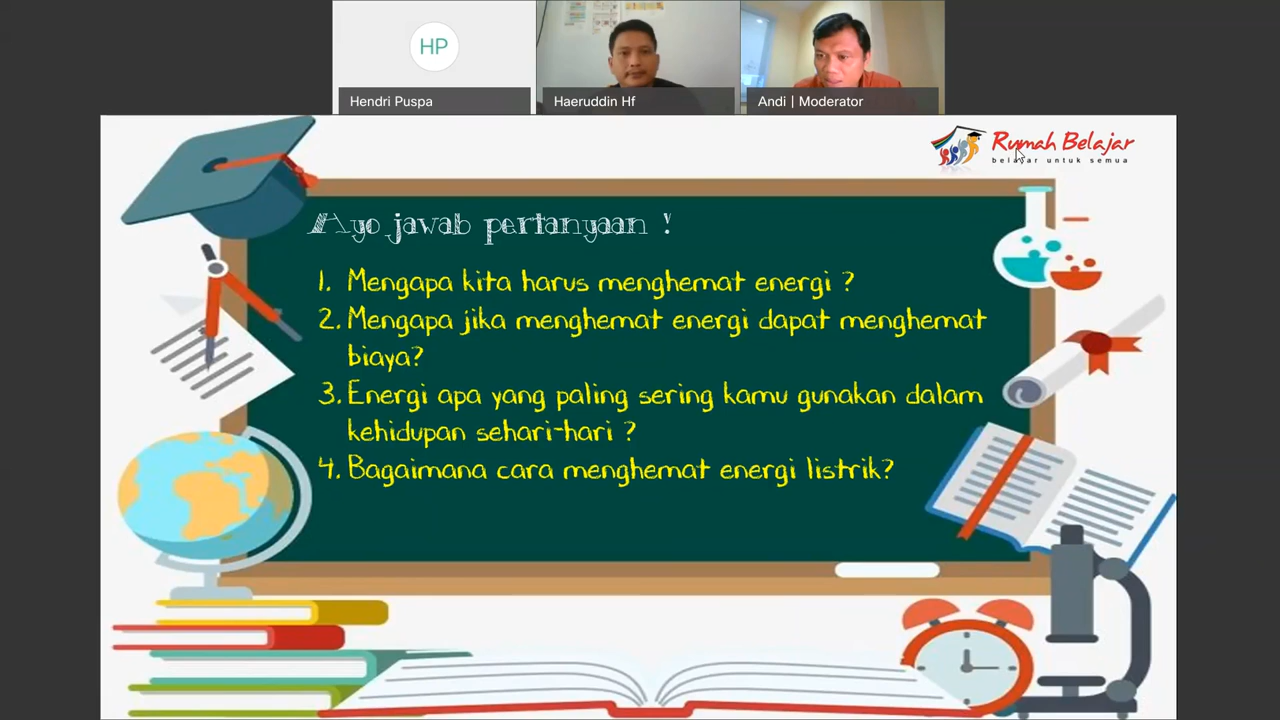 HP
Hendri Puspa
Haeruddin Hf
Andi | Moderator
Rumah Belajar
belajar untuk semua
Ayo jawab pertanyaan !
1. Mengapa kita harus menghemat energi ?
2. Mengapa jika menghemat energi dapat menghemat
biaya?
3. Energi apa yang paling sering kamu gunakan dalam
kehidupan sehari-hari ?
4. Bagaimana cara menghemat energi listrik?